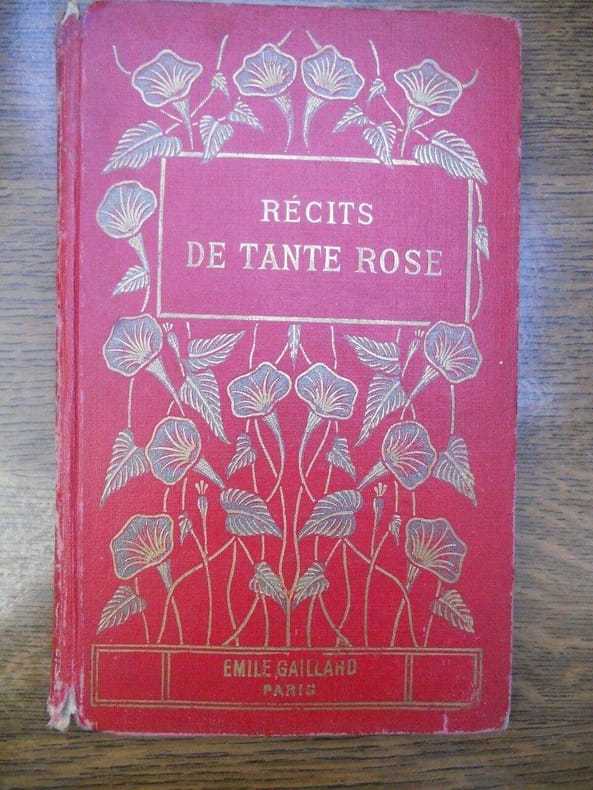 RÉCITS
DE TANTE ROSE
EMILE GAILLARD
PARIS